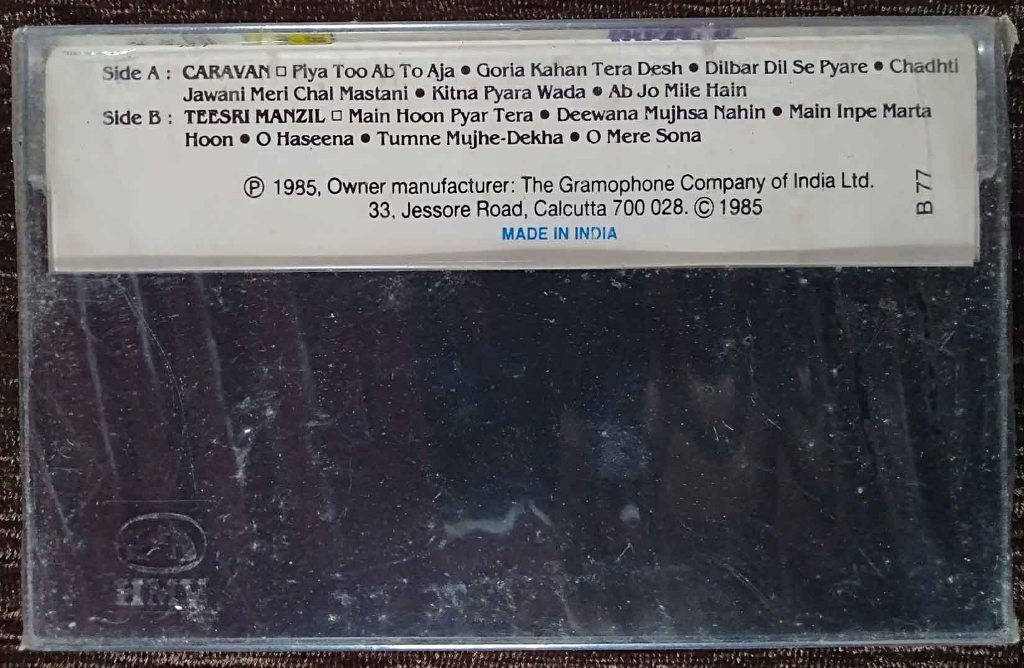 Side A : CARAVAN □ Piya Too Ab To Aja ● Goria Kahan Tera Desh ● Dilbar Dil Se Pyare ● Chadhti
Jawani Meri Chal Mastani ● Kitna Pyara Wada ● Ab Jo Mile Hain
Side B : TEESRI MANZIL □ Main Hoon Pyar Tera ● Deewana Mujhsa Nahin ● Main Inpe Marta
Hoon ● O Haseena ● Tumne Mujhe-Dekha ● O Mere Sona
Ⓟ 1985, Owner manufacturer: The Gramophone Company of India Ltd.
33, Jessore Road, Calcutta 700 028. © 1985
MADE IN INDIA
B 77
HMV